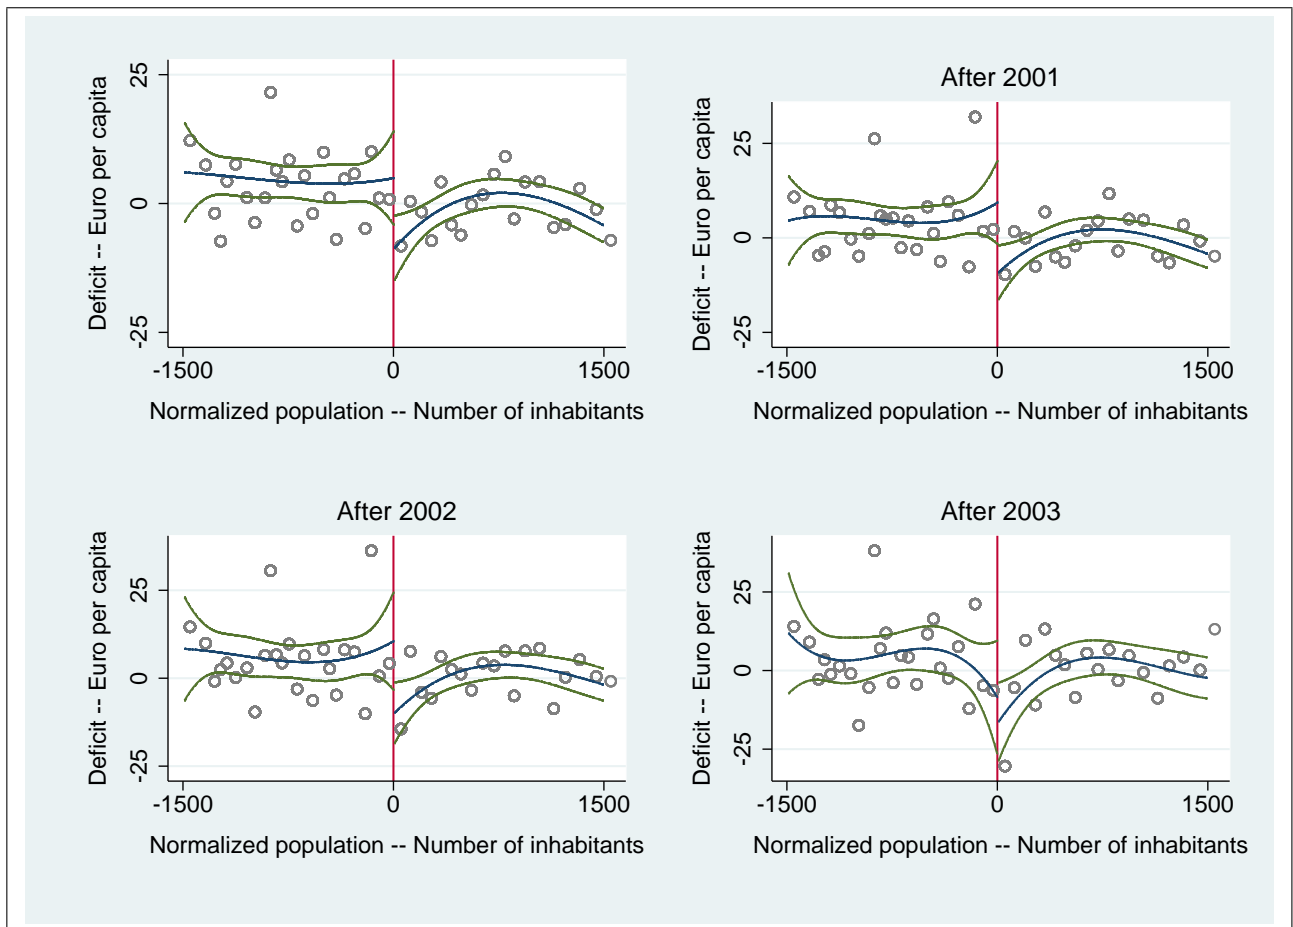 25
0
-25
Deficit -- Euro per capita
-1500 0 1500
Normalized population -- Number of inhabitants
After 2001
25
0
-25
Deficit -- Euro per capita
-1500 0 1500
Normalized population -- Number of inhabitants
After 2002
25
0
-25
Deficit -- Euro per capita
-1500 0 1500
Normalized population -- Number of inhabitants
After 2003
25
0
-25
Deficit -- Euro per capita
-1500 0 1500
Normalized population -- Number of inhabitants